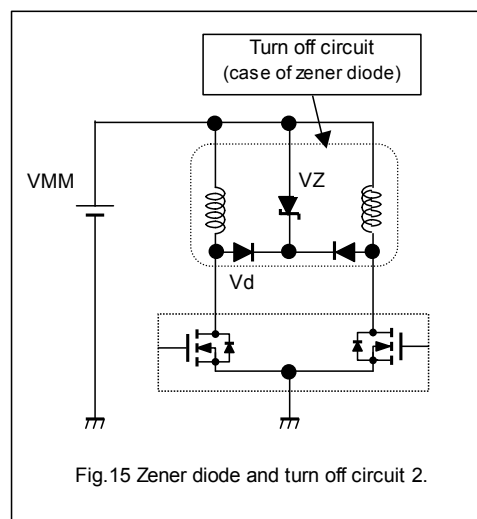 Turn off circuit
(case of zener diode)
VMM
VZ
Vd
Fig.15 Zener diode and turn off circuit 2.